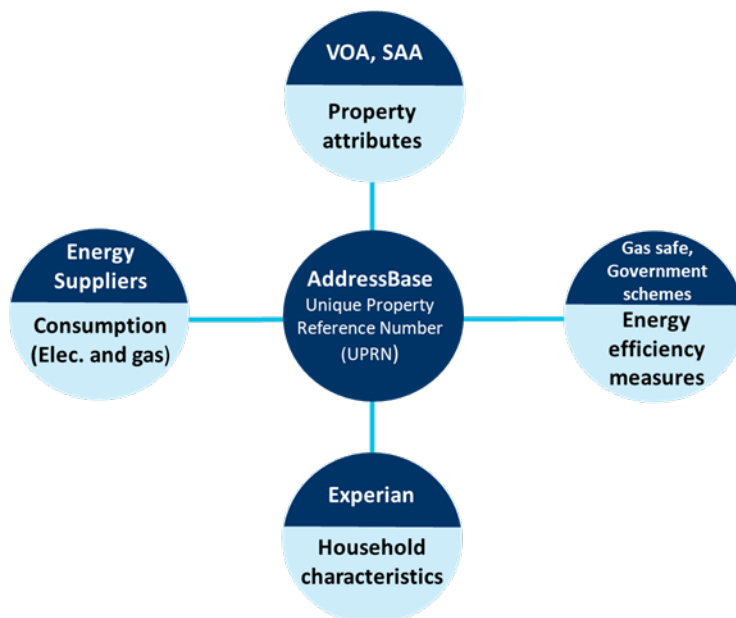 VOA, SAA
Property
attributes
Energy
Suppliers
Consumption
(Elec. and gas)
AddressBase
Unique Property
Reference Number
(UPRN)
Gas safe,
Government
schemes
Energy
efficiency
measures
Experian
Household
characteristics